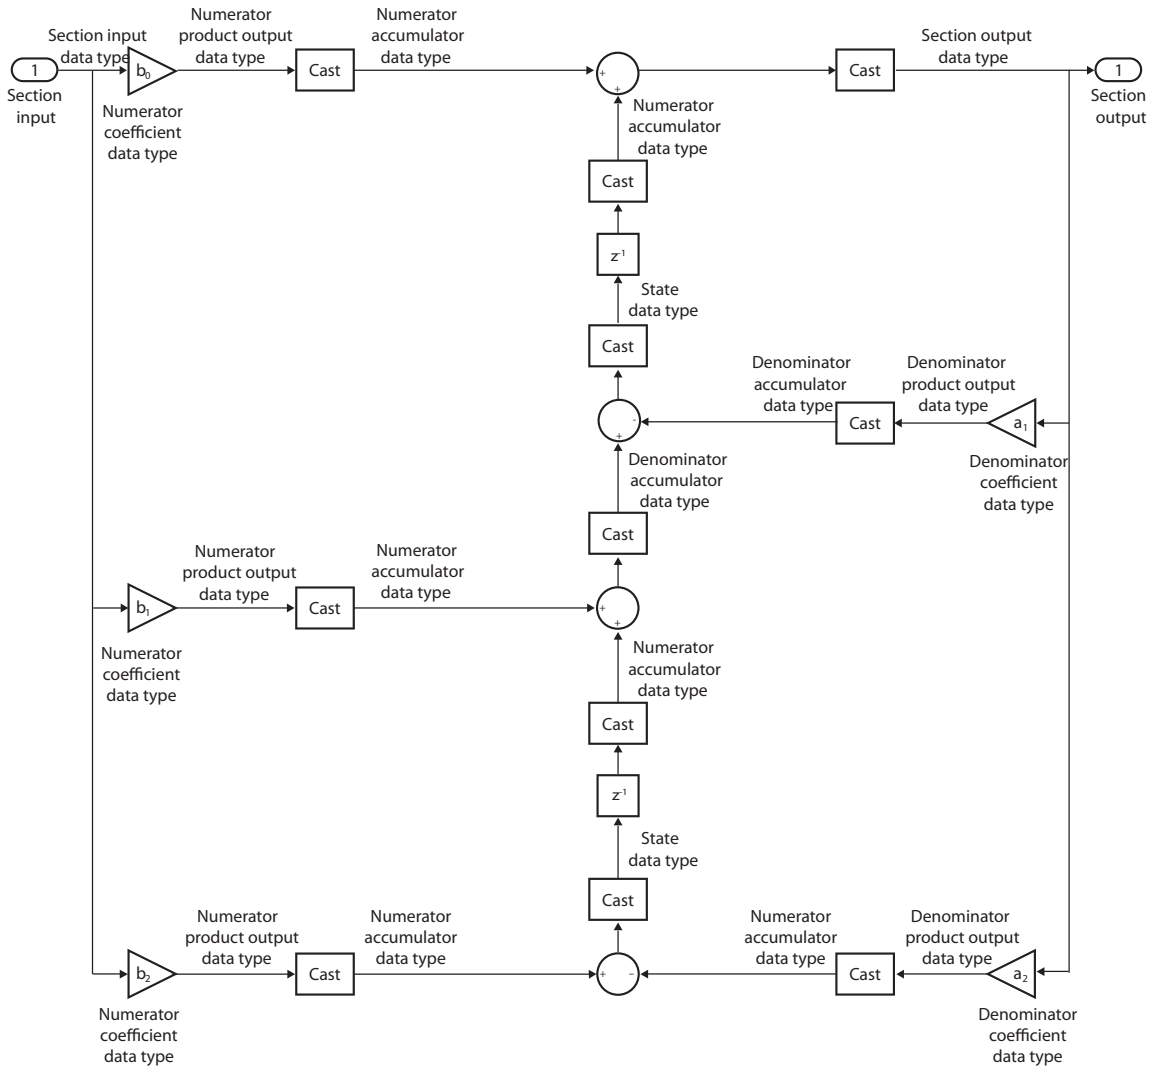 Section input
data type
1
Section
input
b0
Numerator
coefficient
data type
Numerator
product output
data type
Cast
Numerator
accumulator
data type
+
+
Cast
Section output
data type
1
Section
output
Numerator
accumulator
data type
Cast
z-1
State
data type
Cast
-
+
Denominator
accumulator
data type
Cast
Denominator
product output
data type
a1
Denominator
coefficient
data type
Denominator
accumulator
data type
Cast
b1
Numerator
coefficient
data type
Numerator
product output
data type
Cast
Numerator
accumulator
data type
+
+
Numerator
accumulator
data type
Cast
z-1
State
data type
Cast
b2
Numerator
coefficient
data type
Numerator
product output
data type
Cast
Numerator
accumulator
data type
+
-
Numerator
accumulator
data type
Cast
Denominator
product output
data type
a2
Denominator
coefficient
data type